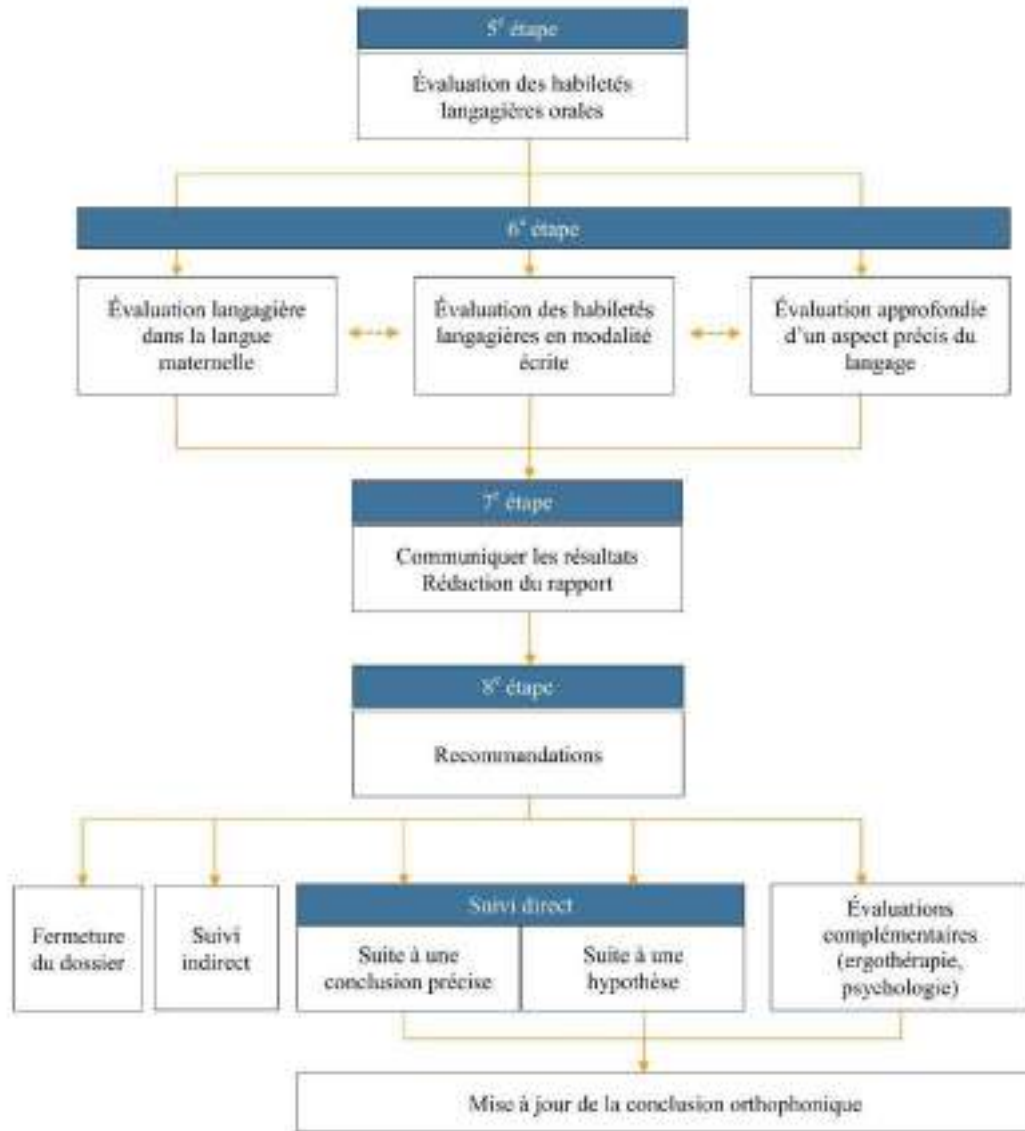 5e étape
Évaluation des habiletés
langagières orales
6e étape
Évaluation langagière
dans la langue
maternelle
Évaluation des habiletés
langagières en modalité
écrite
Évaluation approfondie
d'un aspect précis du
langage
7e étape
Communiquer les résultats
Rédaction du rapport
8e étape
Recommandations
Fermeture
du dossier
Suivi
indirect
Suivi direct
Suite à une
conclusion précise
Suite à une
hypothèse
Évaluations
complémentaires
(ergothérapie,
psychologie)
Mise à jour de la conclusion orthophonique